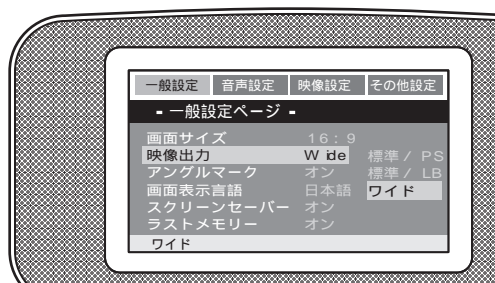 一般設定 音声設定 映像設定 その他設定
- 一般設定ページ -
画面サイズ 16：9
映像出力 Wide 標準 / PS
アングルマーク オン 標準 / LB
画面表示言語 日本語 ワイド
スクリーンセーバー オン
ラストメモリー オン
ワイド